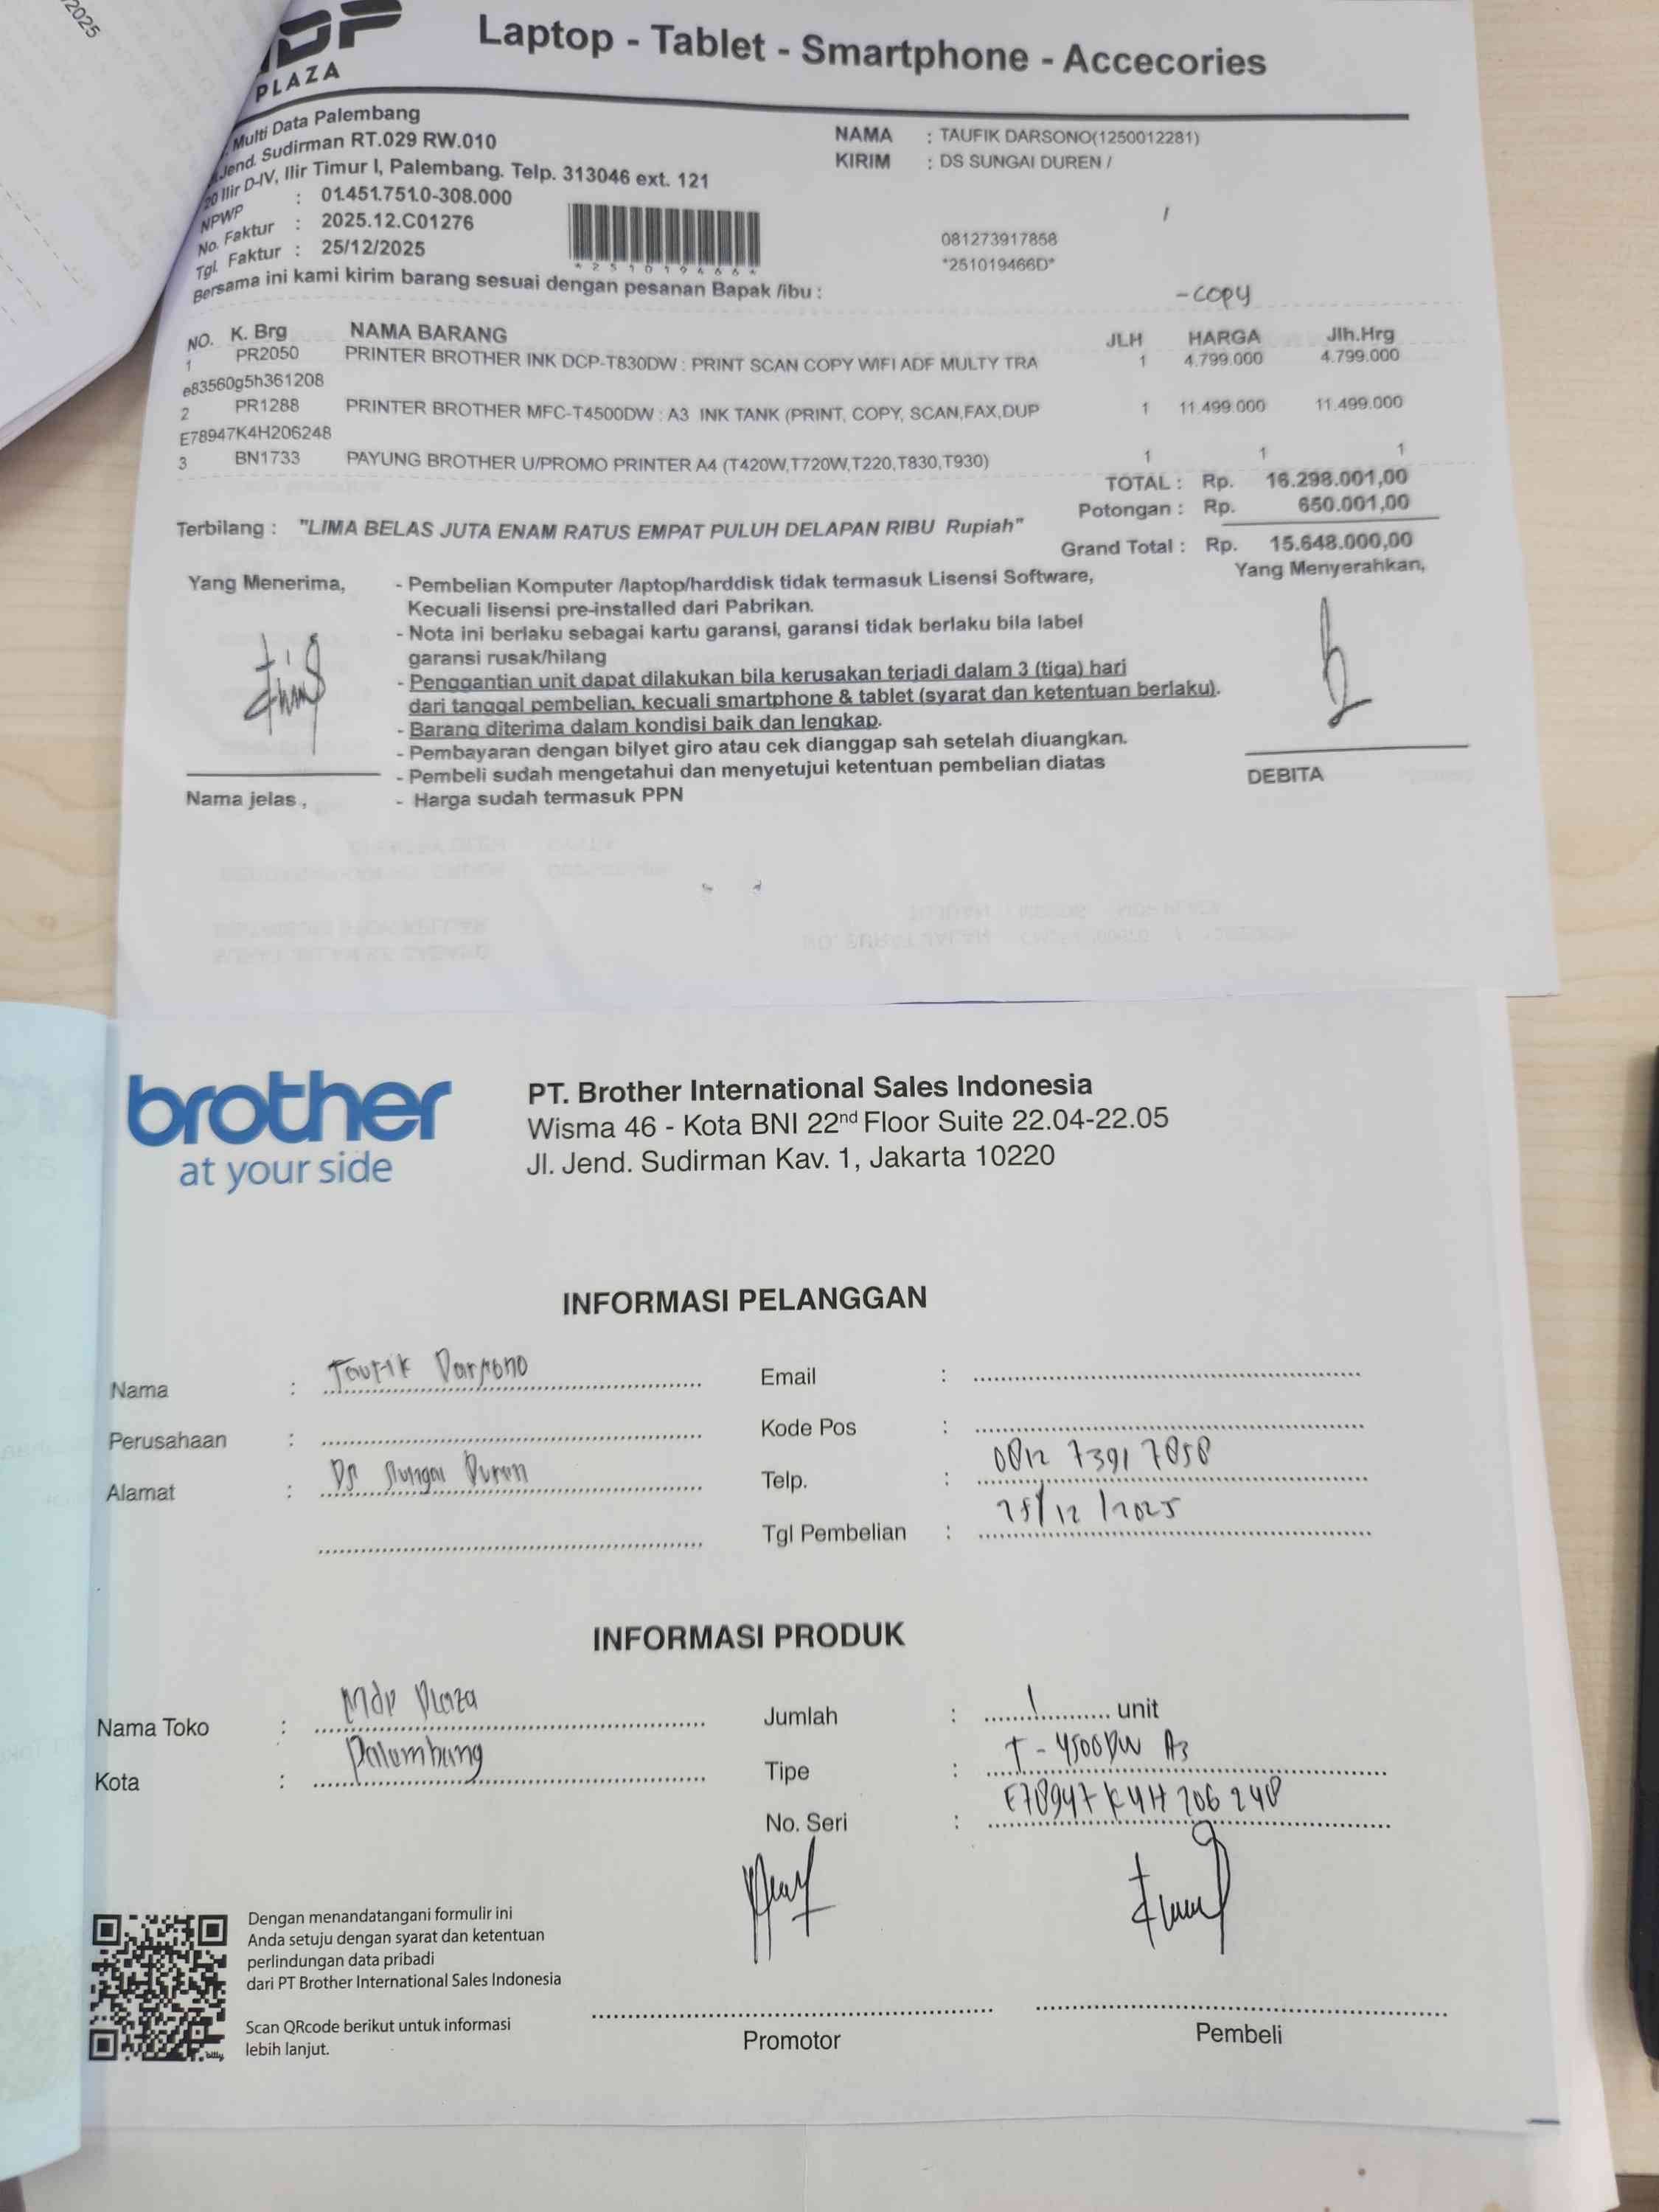 2025
DP
PLAZA
Laptop - Tablet - Smartphone - Accecories
Multi Data Palembang
Jend. Sudirman RT.029 RW.010
20 Ilir D-IV, Ilir Timur I, Palembang. Telp. 313046 ext. 121
NPWP : 01.451.751.0-308.000
No. Faktur : 2025.12.C01276
Tgl. Faktur : 25/12/2025
*251019466*
NAMA : TAUFIK DARSONO(1250012281)
KIRIM : DS SUNGAI DUREN /
/
081273917858
*251019466D*
Bersama ini kami kirim barang sesuai dengan pesanan Bapak /ibu :
-copy
NO. K. Brg NAMA BARANG JLH HARGA Jlh.Hrg
1 PR2050 PRINTER BROTHER INK DCP-T830DW : PRINT SCAN COPY WIFI ADF MULTY TRA 1 4.799.000 4.799.000
e83560g5h361208
2 PR1288 PRINTER BROTHER MFC-T4500DW : A3 INK TANK (PRINT, COPY, SCAN,FAX,DUP 1 11.499.000 11.499.000
E78947K4H206248
3 BN1733 PAYUNG BROTHER U/PROMO PRINTER A4 (T420W,T720W,T220,T830,T930) 1 1 1
TOTAL : Rp. 16.298.001,00
Potongan : Rp. 650.001,00
Terbilang : "LIMA BELAS JUTA ENAM RATUS EMPAT PULUH DELAPAN RIBU Rupiah"
Grand Total : Rp. 15.648.000,00
Yang Menerima,
- Pembelian Komputer /laptop/harddisk tidak termasuk Lisensi Software,
Kecuali lisensi pre-installed dari Pabrikan.
- Nota ini berlaku sebagai kartu garansi, garansi tidak berlaku bila label
garansi rusak/hilang
- Penggantian unit dapat dilakukan bila kerusakan terjadi dalam 3 (tiga) hari
dari tanggal pembelian, kecuali smartphone & tablet (syarat dan ketentuan berlaku).
- Barang diterima dalam kondisi baik dan lengkap.
- Pembayaran dengan bilyet giro atau cek dianggap sah setelah diuangkan.
- Pembeli sudah mengetahui dan menyetujui ketentuan pembelian diatas
- Harga sudah termasuk PPN
Yang Menyerahkan,
DEBITA
Nama jelas ,
brother
at your side
PT. Brother International Sales Indonesia
Wisma 46 - Kota BNI 22nd Floor Suite 22.04-22.05
Jl. Jend. Sudirman Kav. 1, Jakarta 10220
INFORMASI PELANGGAN
Nama : Taufik Darsono
Perusahaan :
Alamat : Ds Sungai Duren
Email :
Kode Pos :
Telp. : 0812 7391 7858
Tgl Pembelian : 25/12/2025
INFORMASI PRODUK
Nama Toko : Mdp Plaza
Kota : Palembang
Jumlah : 1 unit
Tipe : T-4500DW A3
No. Seri : E78947K4H206248
Dengan menandatangani formulir ini
Anda setuju dengan syarat dan ketentuan
perlindungan data pribadi
dari PT Brother International Sales Indonesia
Scan QRcode berikut untuk informasi
lebih lanjut.
bitly
Promotor
Pembeli